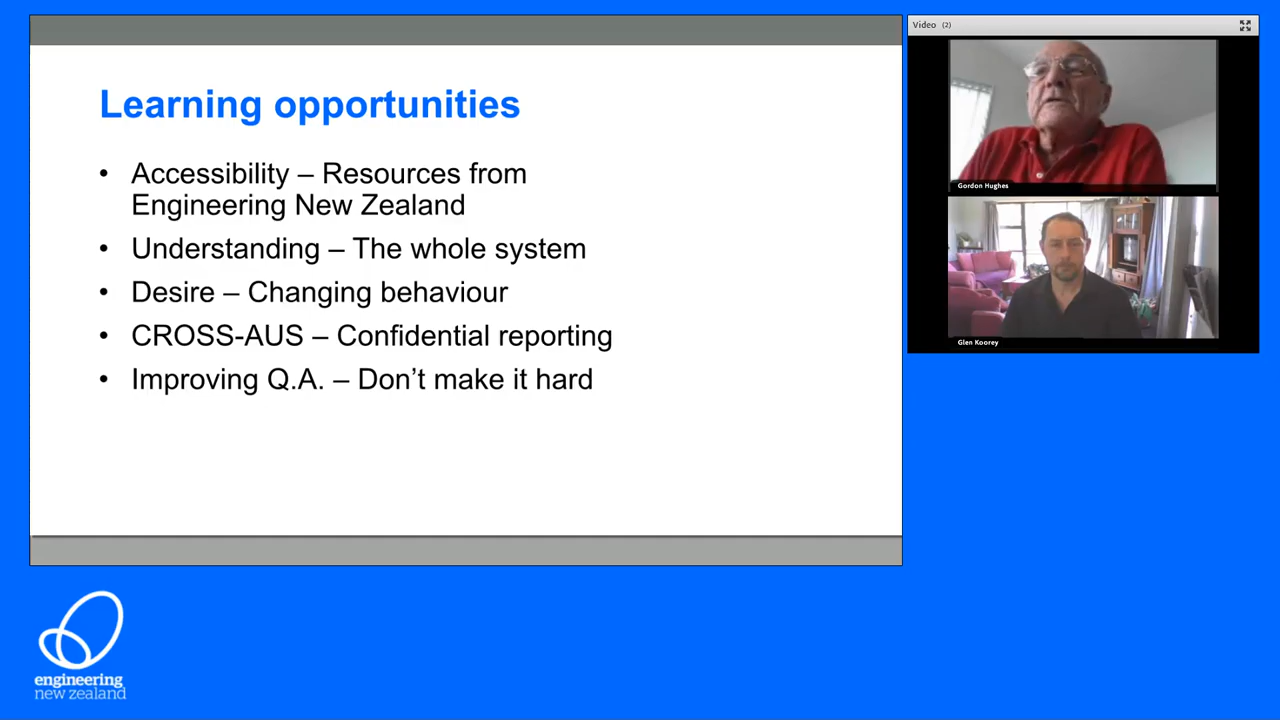 Learning opportunities
• Accessibility – Resources from
Engineering New Zealand
• Understanding – The whole system
• Desire – Changing behaviour
• CROSS-AUS – Confidential reporting
• Improving Q.A. – Don’t make it hard
Video (2)
Gordon Hughes
Glen Koorey
engineering
new zealand